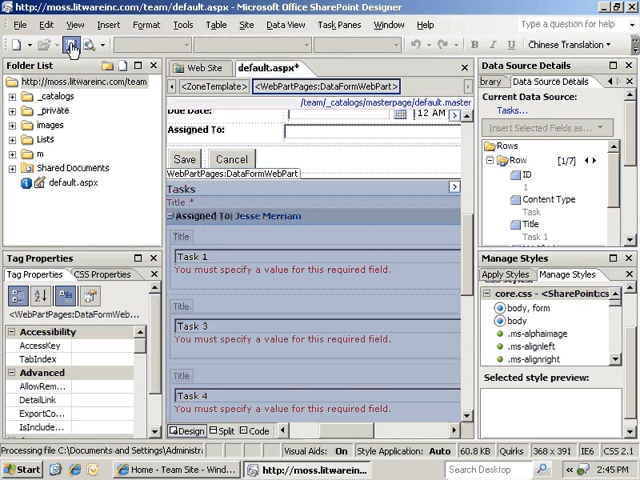 http://moss.litwareinc.com/team/default.aspx - Microsoft Office SharePoint Designer
File Edit View Insert Format Tools Table Site Data View Task Panes Window Help
Type a question for help
Chinese Translation
Folder List
http://moss.litwareinc.com/team
_catalogs
_private
images
Lists
m
Shared Documents
default.aspx
Tag Properties
Tag Properties CSS Properties
<WebPartPages:DataFormWeb...
Accessibility
AccessKey
TabIndex
Advanced
AllowRem...
DetailLink
ExportCo...
IsInclude...
Web Site default.aspx*
<ZoneTemplate> <WebPartPages:DataFormWebPart>
/team/_catalogs/masterpage/default.master
Due Date:
12 AM
Assigned To:
Save Cancel
WebPartPages:DataFormWebPart
Tasks
Title *
Assigned To: Jesse Merriam
Title
Task 1
You must specify a value for this required field.
Title
Task 3
You must specify a value for this required field.
Title
Task 4
You must specify a value for this required field.
Design Split Code
Data Source Details
ibrary Data Source Details
Current Data Source:
Tasks...
Insert Selected Fields as...
Rows
Row [1/7]
ID
1
Content Type
Task
Title
Task 1
Manage Styles
Apply Styles Manage Styles
core.css - <SharePoint:cs
body, form
body
.ms-alphaimage
.ms-alignleft
.ms-alignright
Selected style preview:
Processing file C:\Documents and Settings\Administra
Visual Aids: On Style Application: Auto 60.8 KB Quirks 368 x 391 IE6 CSS 2.1
Start Home - Team Site - Wind... http://moss.litwarein... Search Desktop 2:45 PM